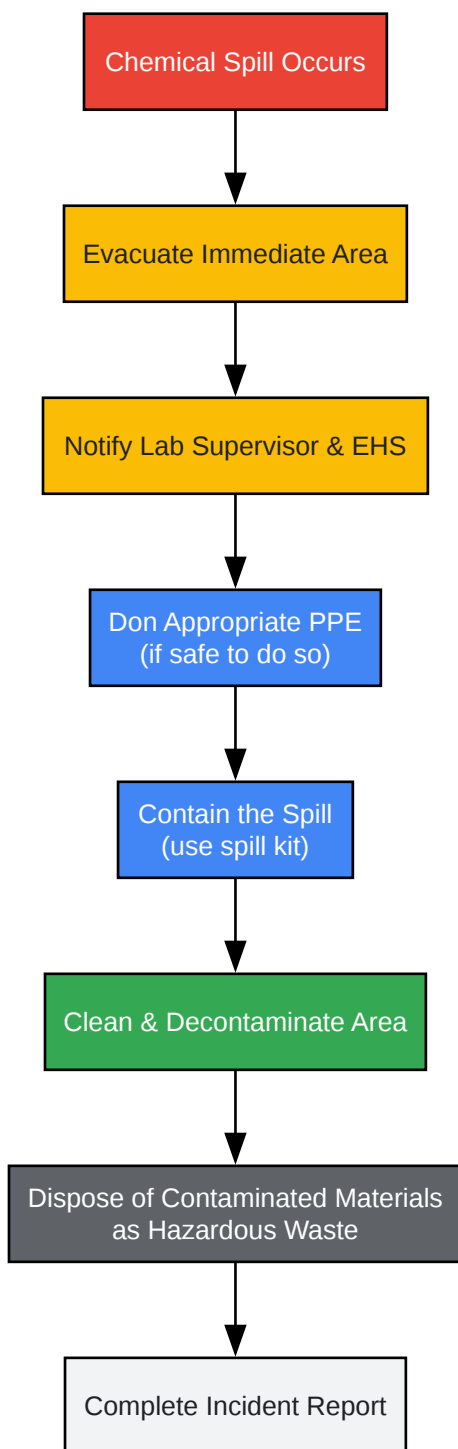 Chemical Spill Occurs
Evacuate Immediate Area
Notify Lab Supervisor & EHS
Don Appropriate PPE
(if safe to do so)
Contain the Spill
(use spill kit)
Clean & Decontaminate Area
Dispose of Contaminated Materials
as Hazardous Waste
Complete Incident Report